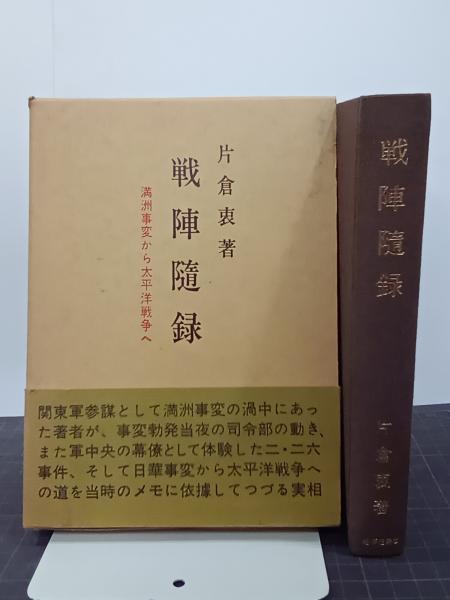 片倉衷著
戦陣随録
満洲事変から太平洋戦争へ
関東軍参謀として満洲事変の渦中にあっ
た著者が、事変勃発当夜の司令部の動き、
また軍中央の幕僚として体験した二・二六
事件、そして日華事変から太平洋戦争へ
の道を当時のメモに依拠してつづる実相
戦陣随録
片倉衷著